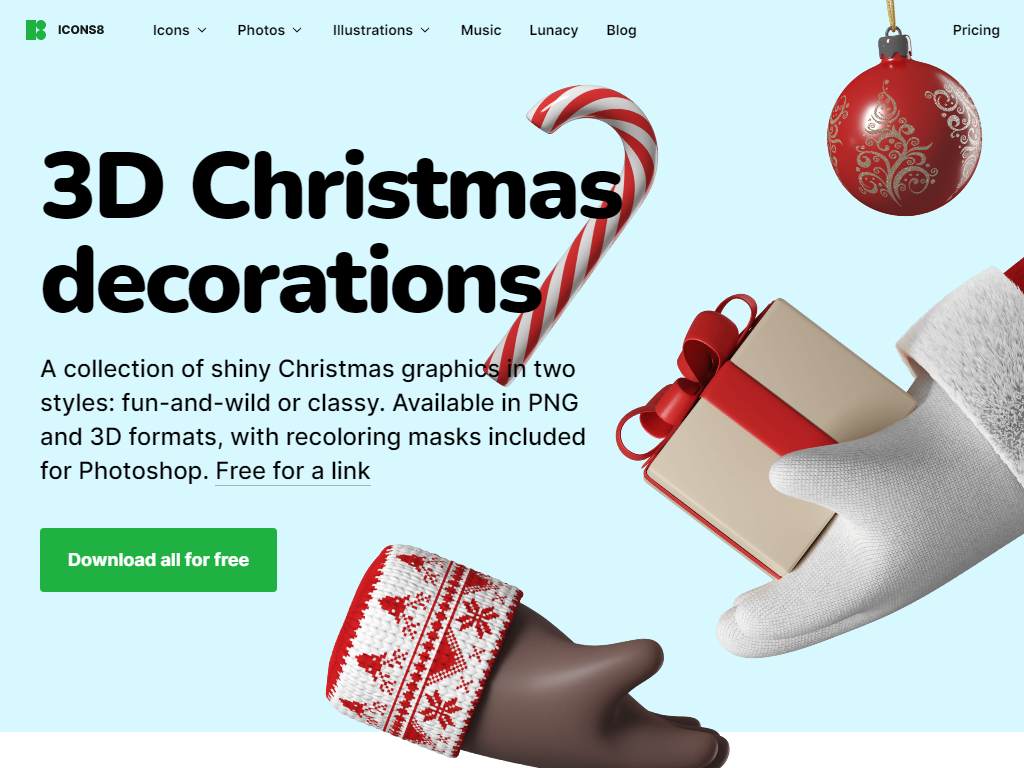 ICONS8
Icons
Photos
Illustrations
Music
Lunacy
Blog
Pricing
3D Christmas
decorations
A collection of shiny Christmas graphics in two
styles: fun-and-wild or classy. Available in PNG
and 3D formats, with recoloring masks included
for Photoshop. Free for a link
Download all for free